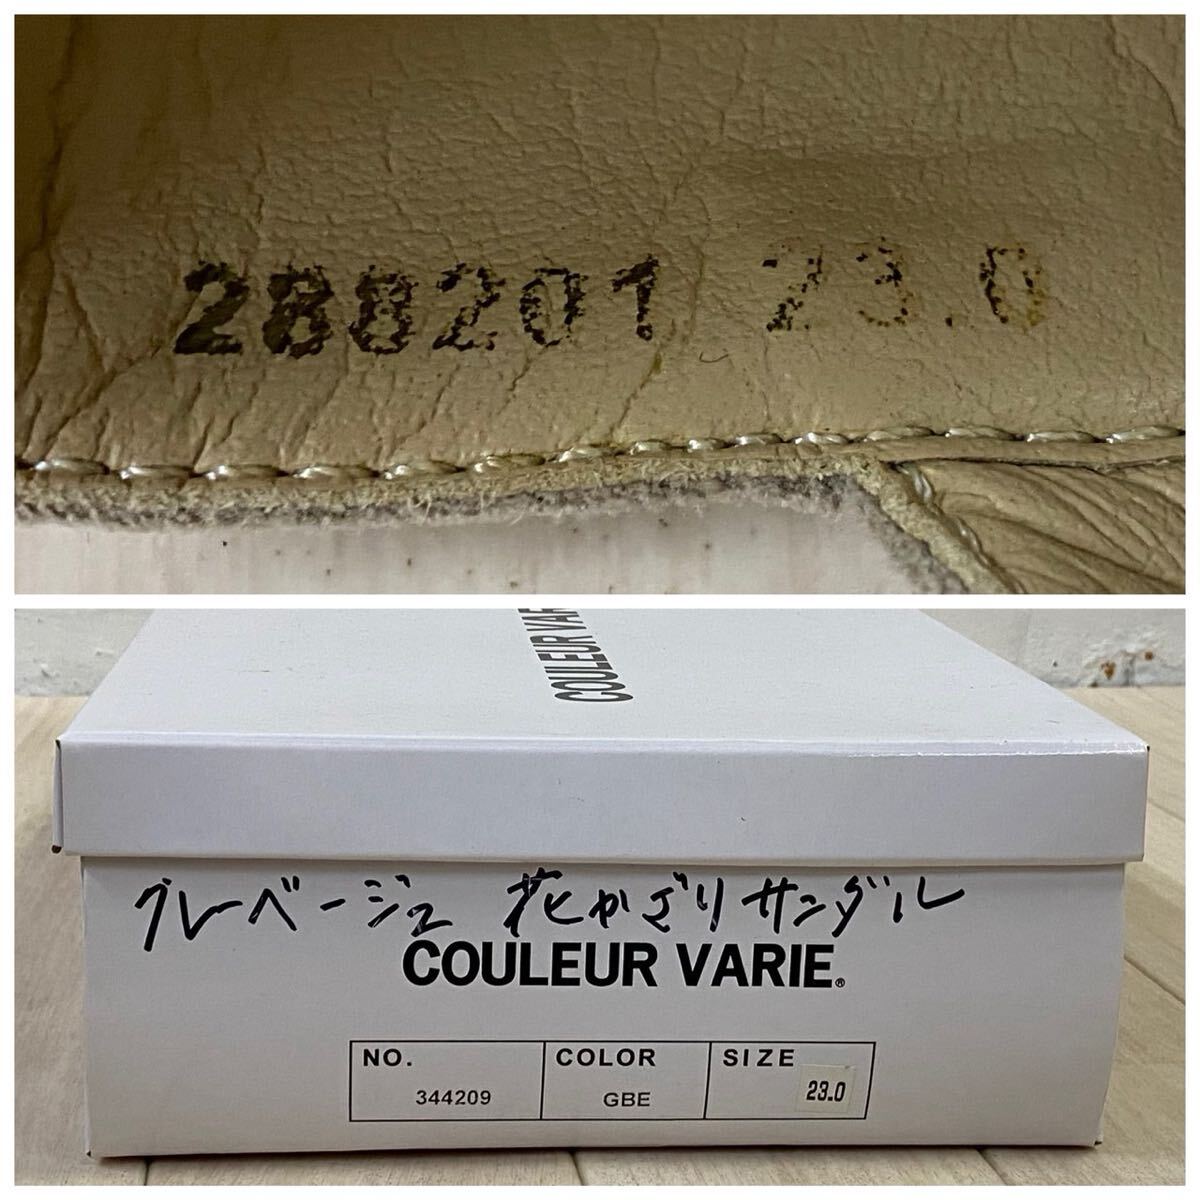 288201 23.0
COULEUR VAR
グレーベージュ 花かざりサンダル
COULEUR VARIE®
NO. COLOR SIZE
344209 GBE 23.0